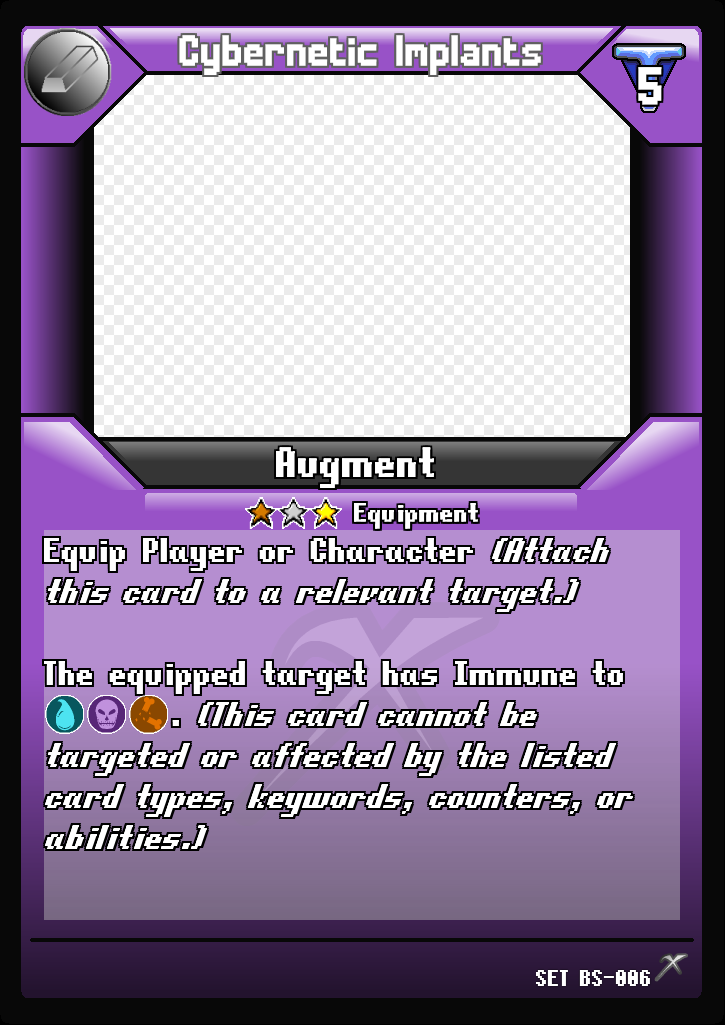 Cybernetic Implants
5
Augment
Equipment
Equip Player or Character (Attach
this card to a relevant target.)
The equipped target has Immune to
. (This card cannot be
targeted or affected by the listed
card types, keywords, counters, or
abilities.)
SET BS-006